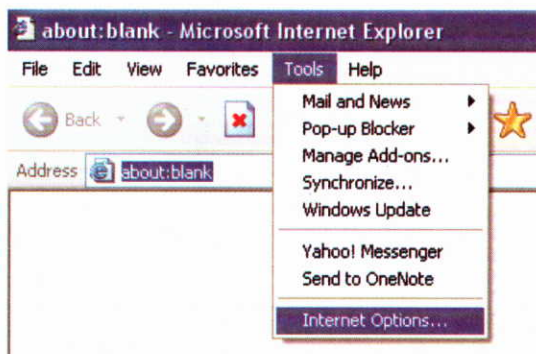 about:blank - Microsoft Internet Explorer
File Edit View Favorites Tools Help
Back
Address about:blank
Mail and News
Pop-up Blocker
Manage Add-ons...
Synchronize...
Windows Update
Yahoo! Messenger
Send to OneNote
Internet Options...